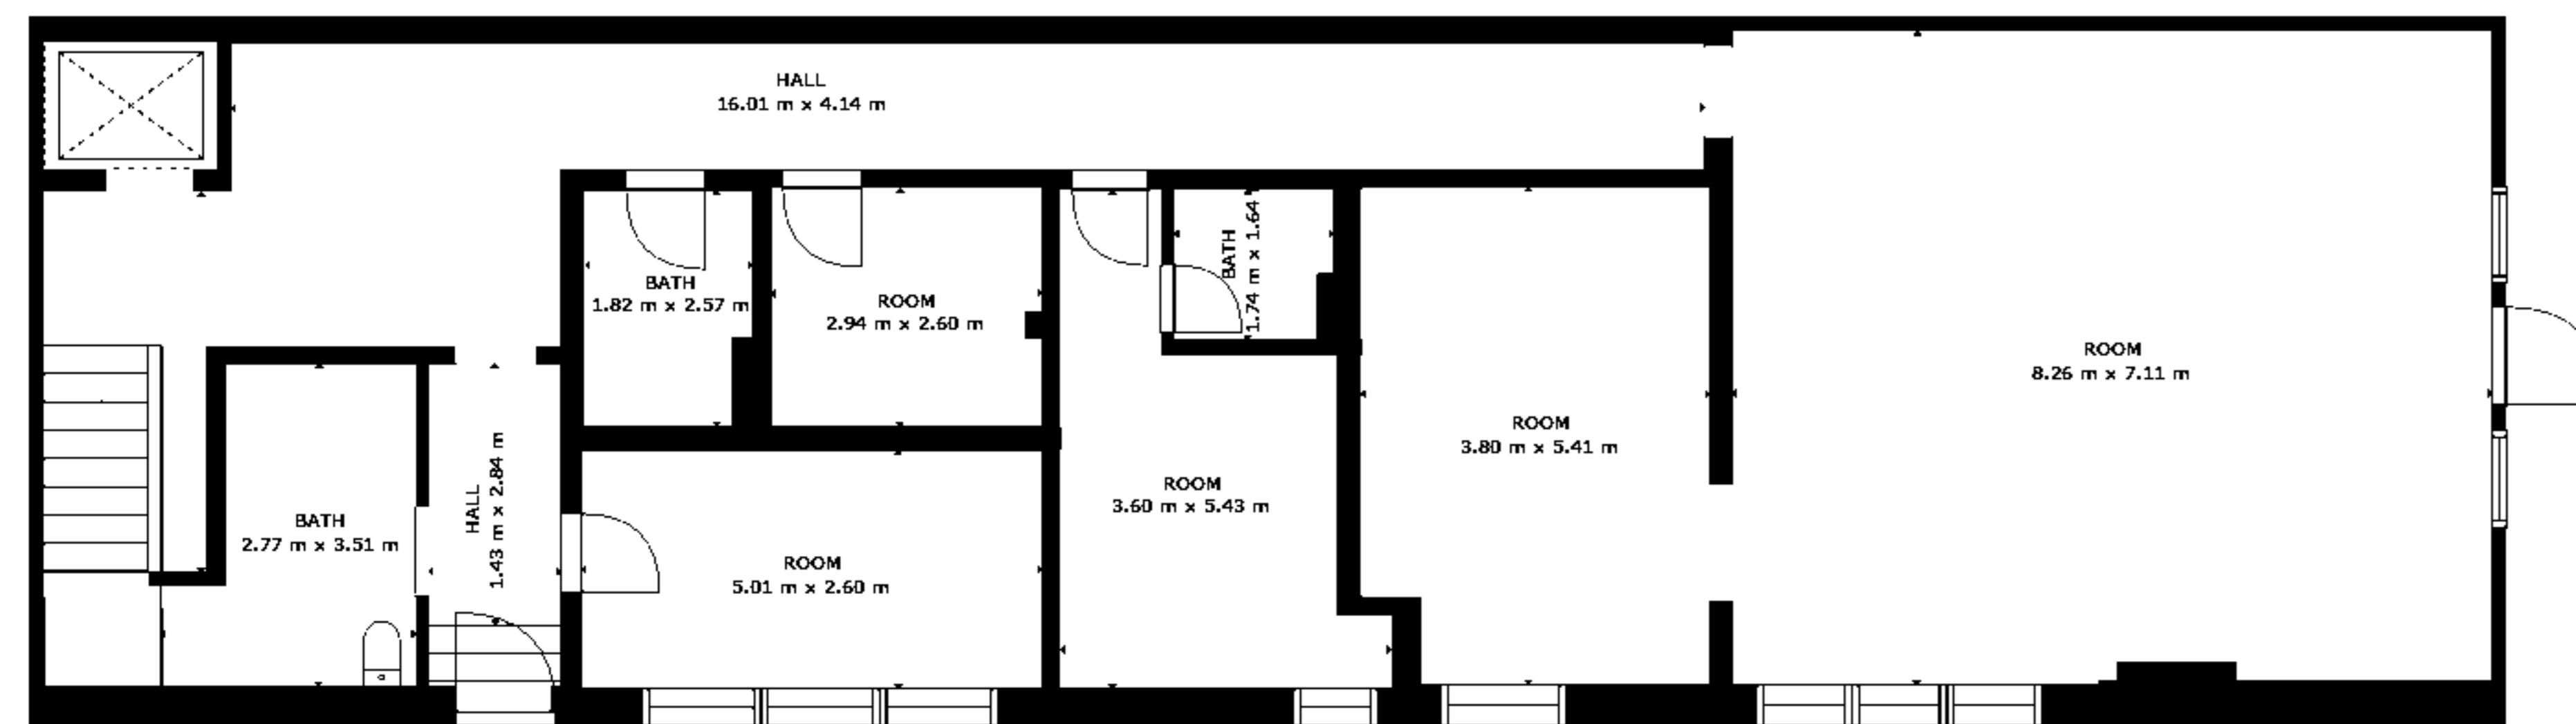 HALL
16.01 m x 4.14 m
BATH
1.82 m x 2.57 m
ROOM
2.94 m x 2.60 m
BATH
1.74 m x 1.64
ROOM
8.26 m x 7.11 m
ROOM
3.80 m x 5.41 m
ROOM
3.60 m x 5.43 m
HALL
1.43 m x 2.84 m
BATH
2.77 m x 3.51 m
ROOM
5.01 m x 2.60 m